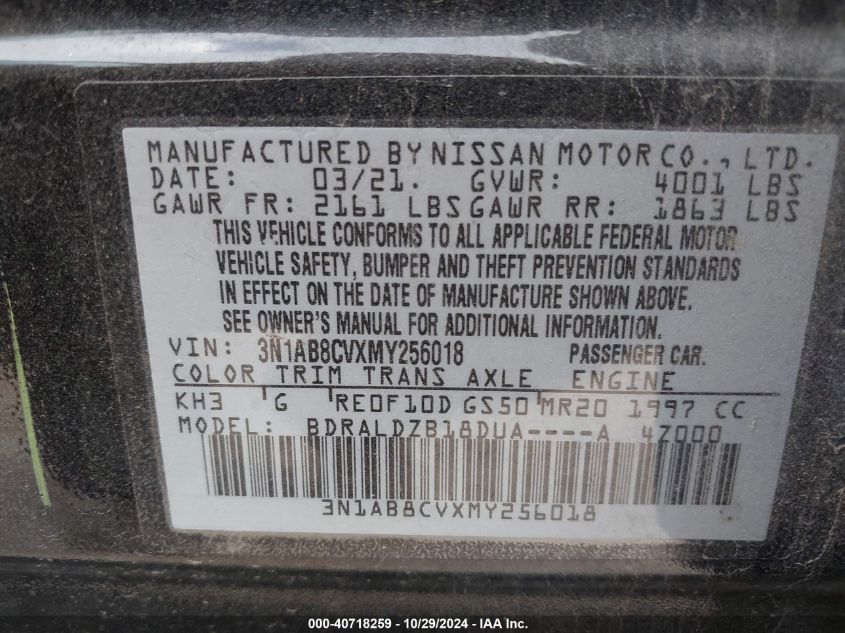 MANUFACTURED BY NISSAN MOTOR CO., LTD.
DATE: 03/21. GVWR: 4001 LBS
GAWR FR: 2161 LBS GAWR RR: 1863 LBS
THIS VEHICLE CONFORMS TO ALL APPLICABLE FEDERAL MOTOR
VEHICLE SAFETY, BUMPER AND THEFT PREVENTION STANDARDS
IN EFFECT ON THE DATE OF MANUFACTURE SHOWN ABOVE.
SEE OWNER'S MANUAL FOR ADDITIONAL INFORMATION.
VIN: 3N1AB8CVXMY256018 PASSENGER CAR.
COLOR TRIM TRANS AXLE ENGINE
KH3 G RE0F10D GS50 MR20 1997 CC
MODEL: BDRALDZB18DUA----A 4Z000
3N1AB8CVXMY256018
000-40718259 - 10/29/2024 - IAAI.com